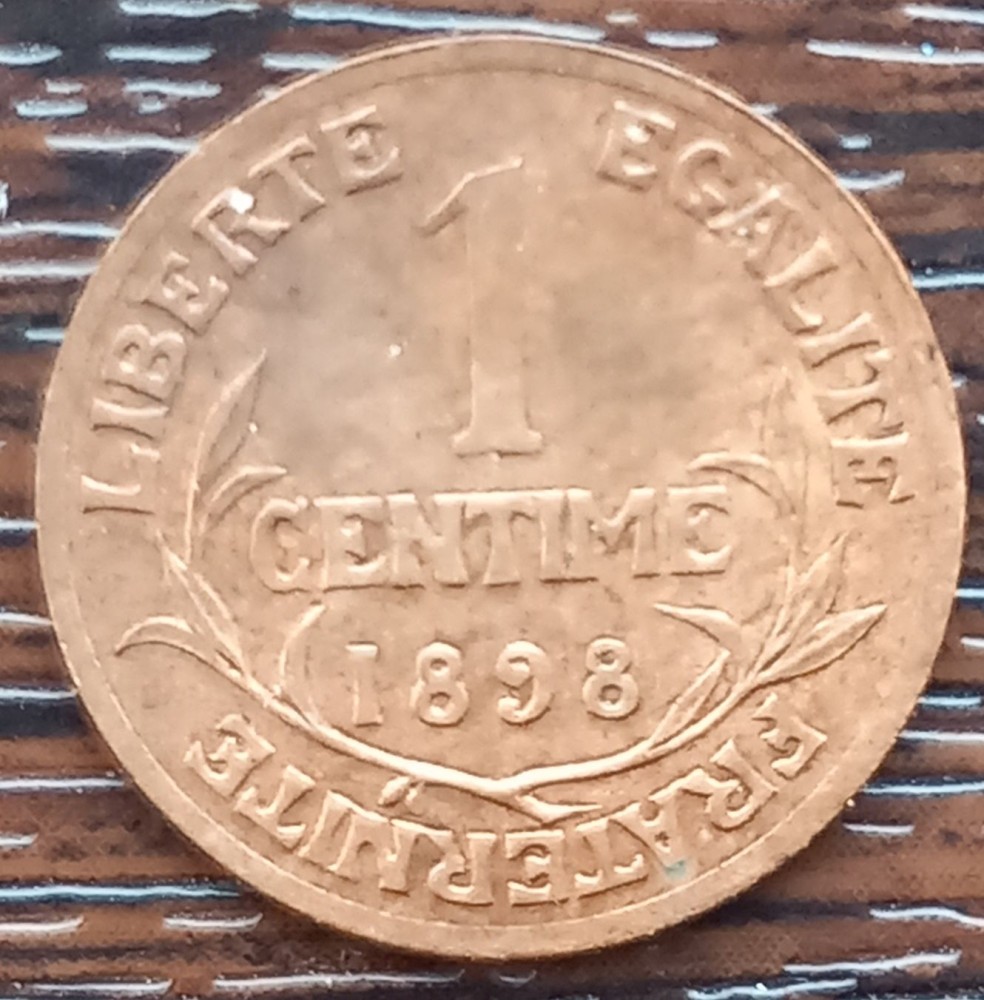 LIBERTE EGALITE
1
CENTIME
1898
FRATERNITE